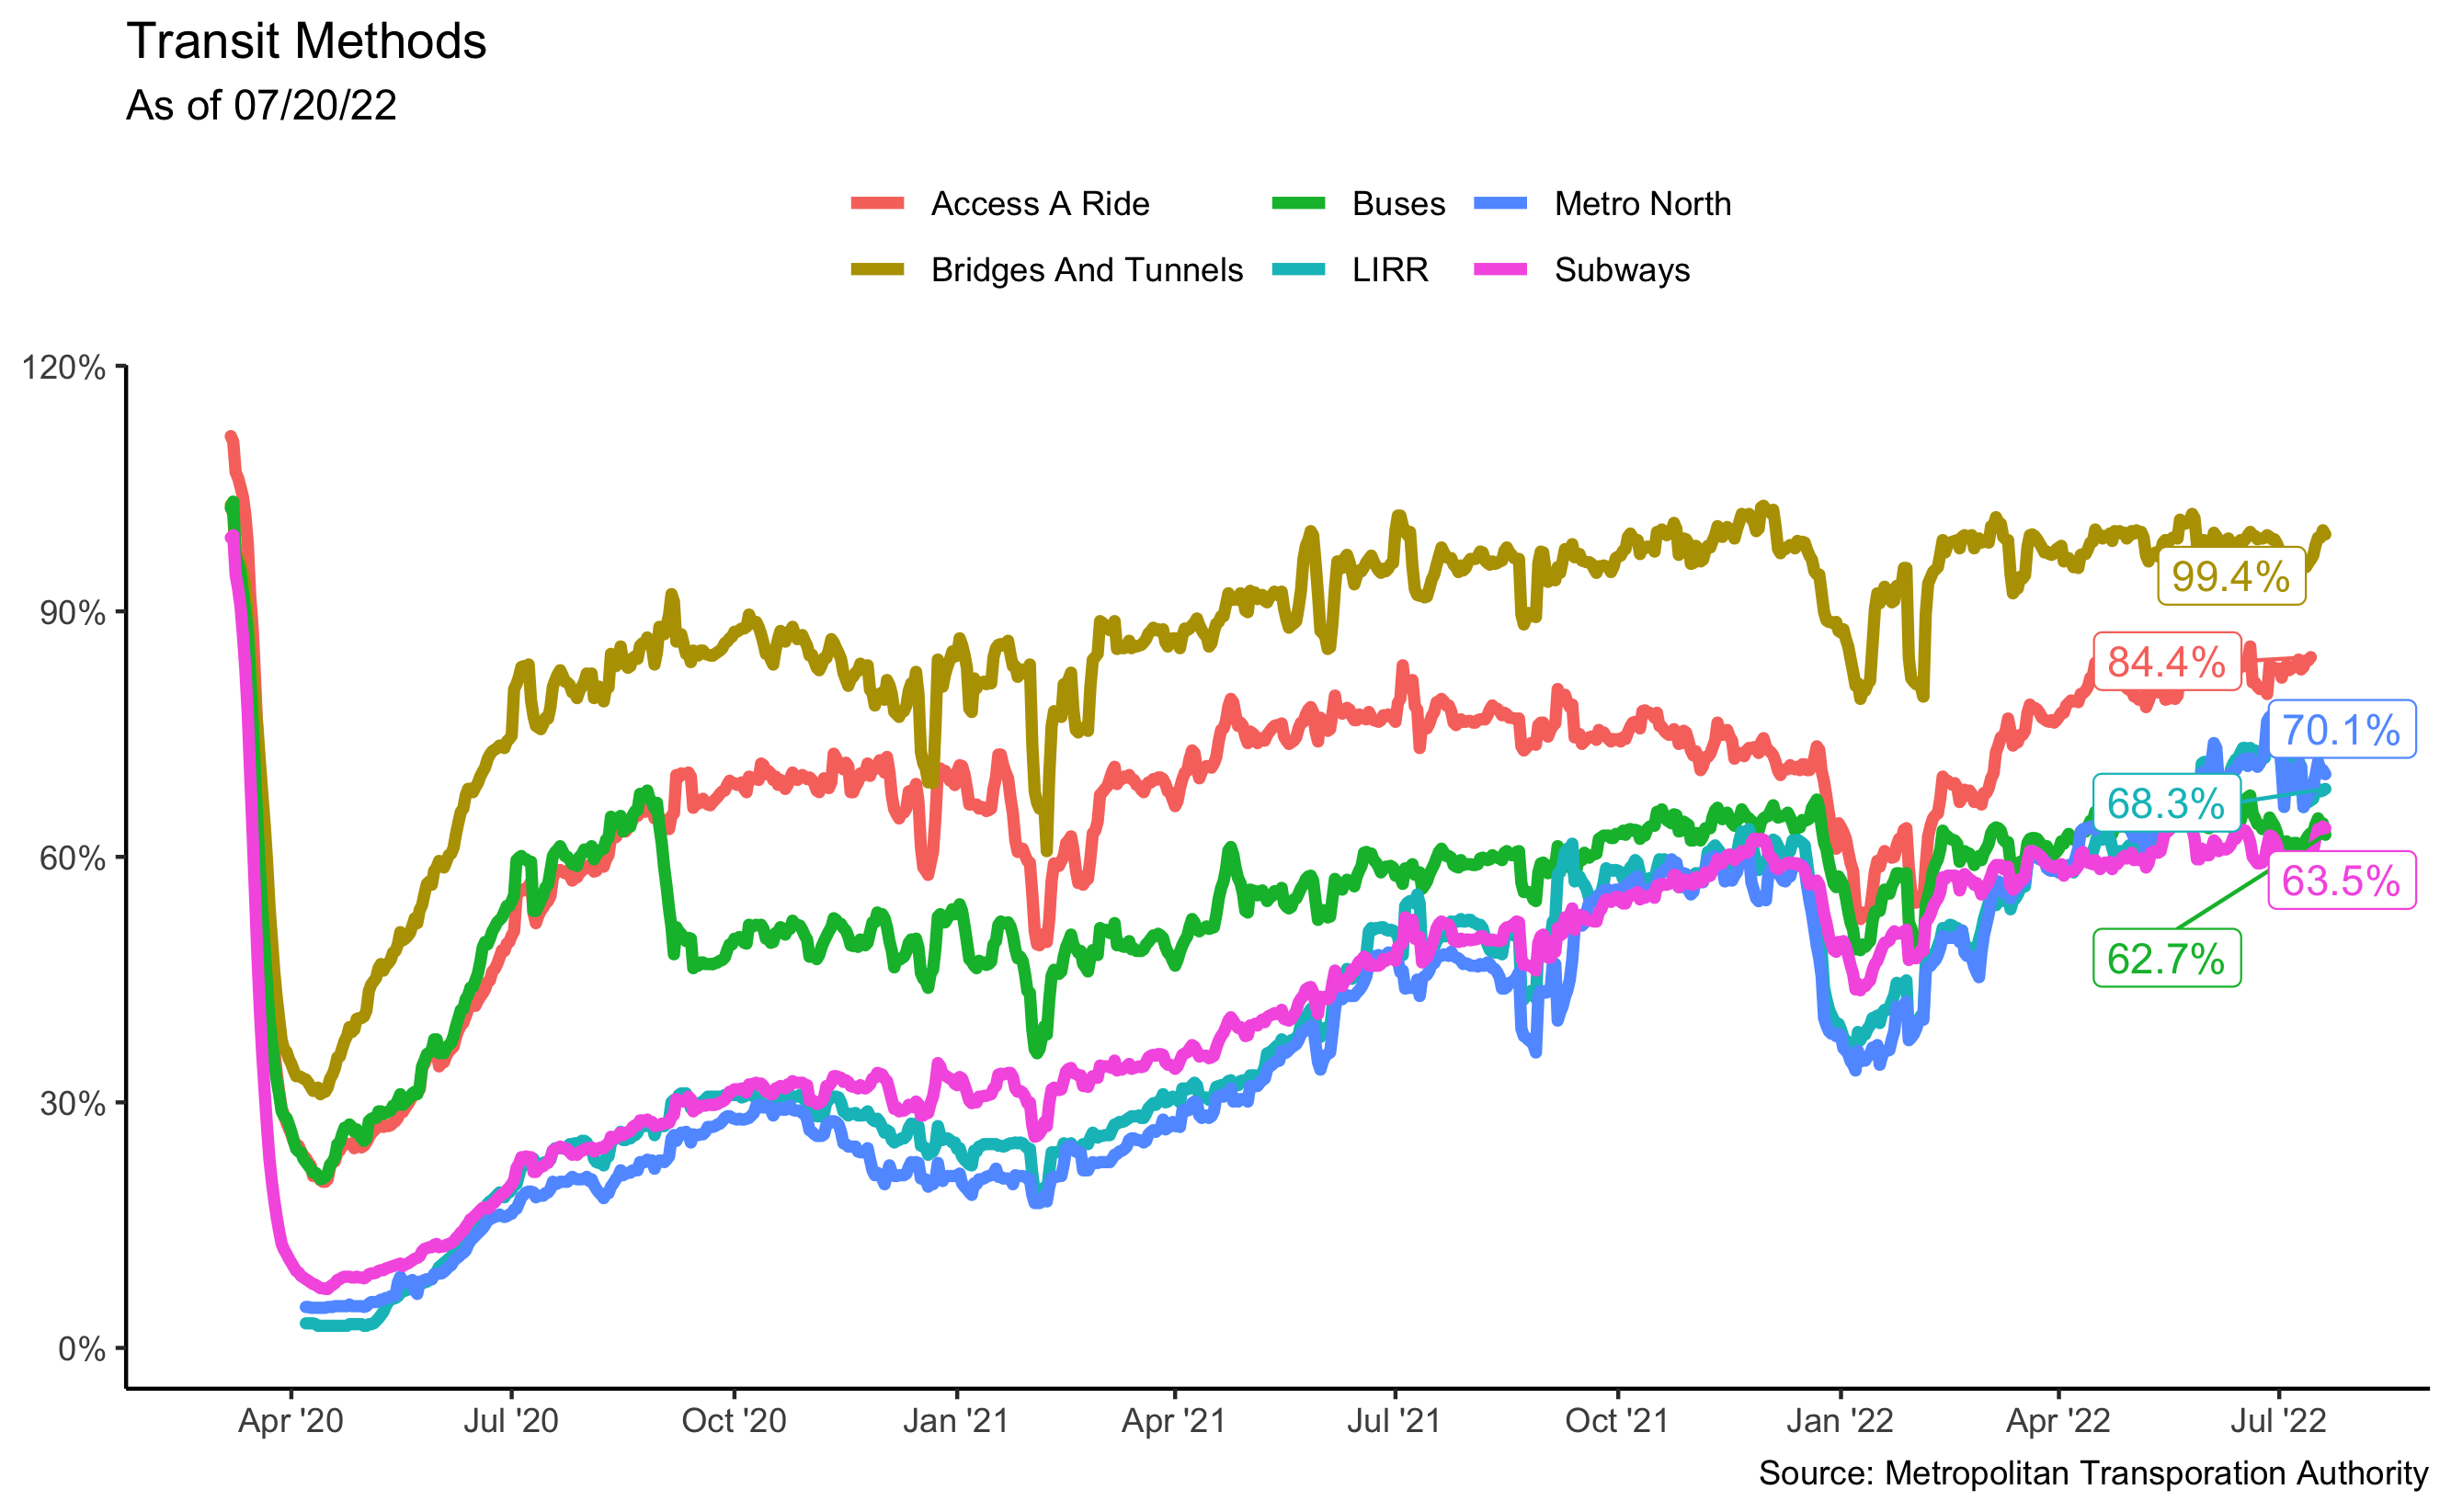 Transit Methods
As of 07/20/22
Access A Ride
Buses
Metro North
Bridges And Tunnels
LIRR
Subways
120%
90%
60%
30%
0%
99.4%
84.4%
70.1%
68.3%
63.5%
62.7%
Apr '20
Jul '20
Oct '20
Jan '21
Apr '21
Jul '21
Oct '21
Jan '22
Apr '22
Jul '22
Source: Metropolitan Transporation Authority